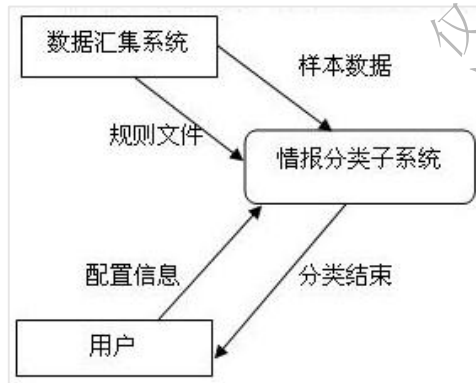 数据汇集系统
样本数据
规则文件
情报分类子系统
配置信息
分类结束
用户